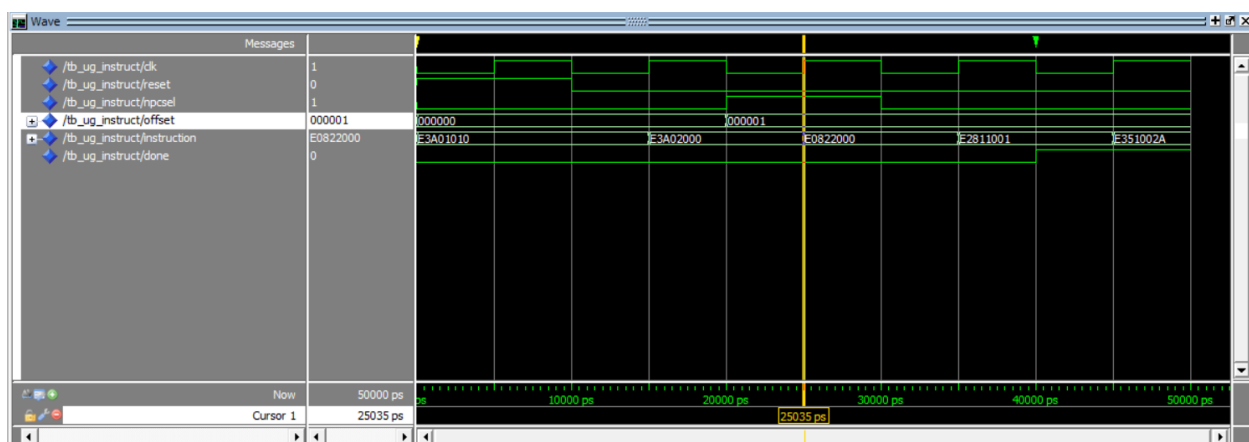 Wave
Messages
/tb_ug_instruct/clk 1
/tb_ug_instruct/reset 0
/tb_ug_instruct/npcsel 1
/tb_ug_instruct/offset 000001 000000 000001
/tb_ug_instruct/instruction E0822000 E3A01010 E3A02000 E0822000 E2811001 E351002A
/tb_ug_instruct/done 0
Now 50000 ps ps 10000 ps 20000 ps 30000 ps 40000 ps 50000 ps
Cursor 1 25035 ps 25035 ps